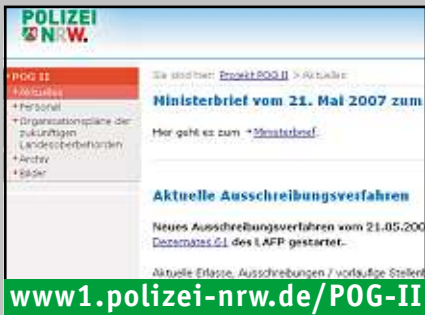 POLIZEI
NRW.
POG II
Aktuelles
Personal
Organisationspläne der
zukünftigen
Landesoberbehörden
Archiv
Bilder
Sie sind hier: Projekt POG II > Aktuelles
Ministerbrief vom 21. Mai 2007 zum
Hier geht es zum Ministerbrief.
Aktuelle Ausschreibungsverfahren
Neues Ausschreibungsverfahren vom 21.05.200
Dezernates 61 des LAFP gestartet.
Aktuelle Erlasse, Ausschreibungen / vorläufige Stellent
www1.polizei-nrw.de/POG-II